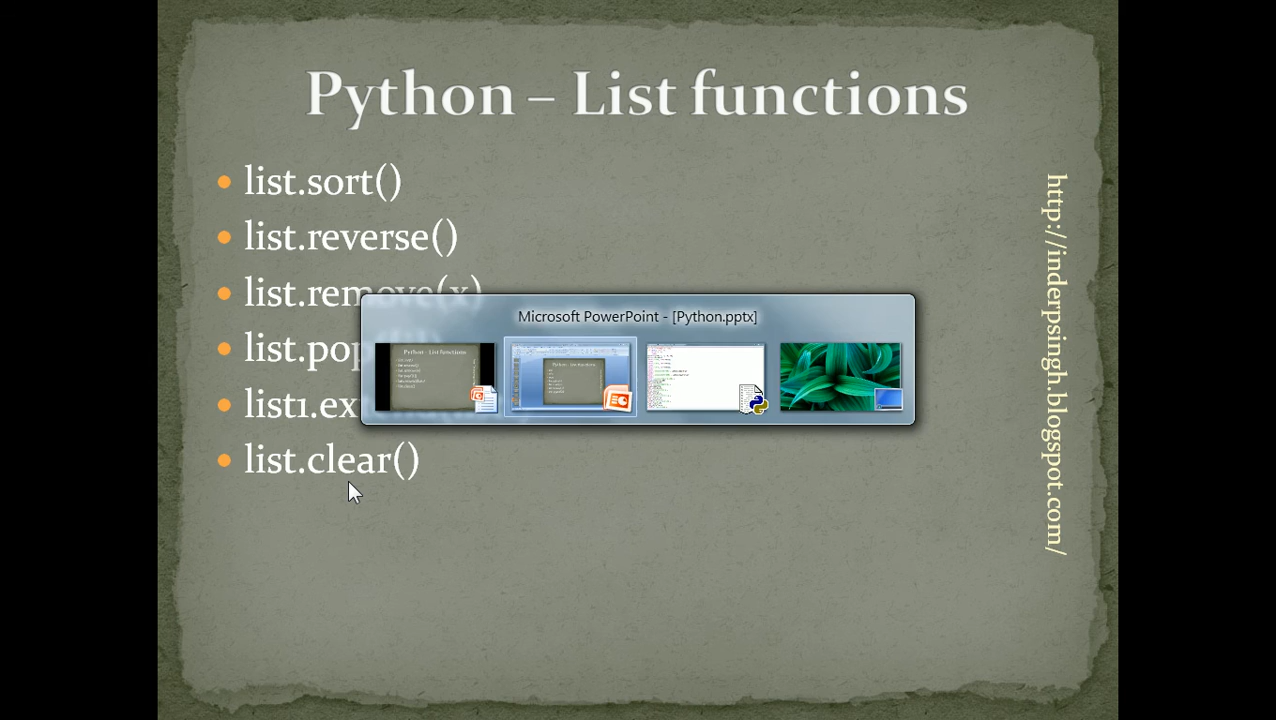 Python – List functions
• list.sort()
• list.reverse()
• list.remove(x)
• list.pop
• list1.ex
• list.clear()
Microsoft PowerPoint - [Python.pptx]
http://inderpsingh.blogspot.com/